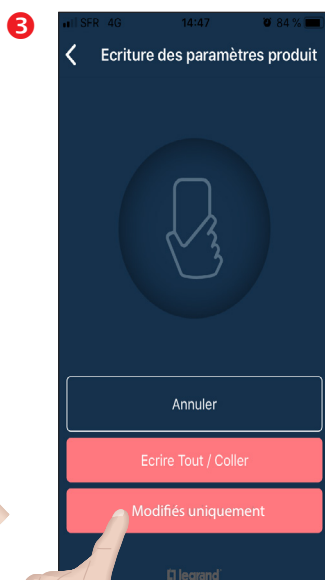 3
SFR 4G 14:47 84 %
Ecriture des paramètres produit
Annuler
Ecrire Tout / Coller
Modifiés uniquement
legrand